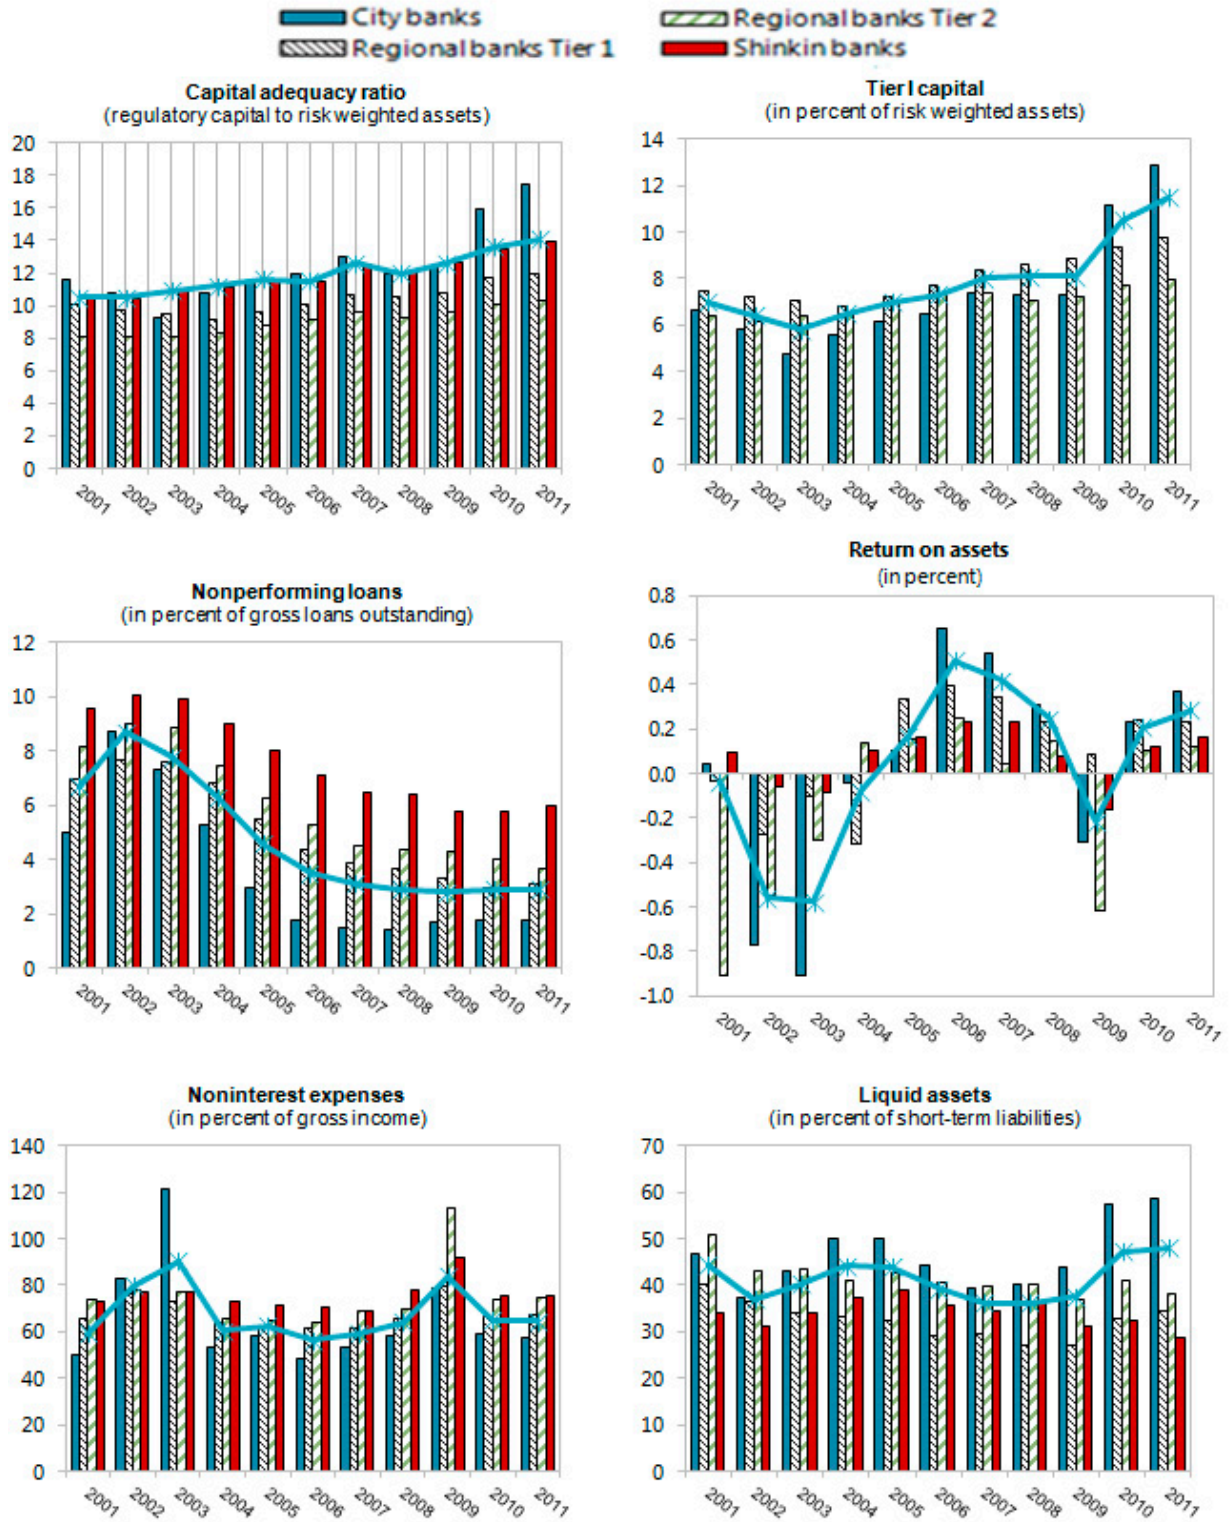 City banks
Regional banks Tier 2
Regional banks Tier 1
Shinkin banks
Capital adequacy ratio
(regulatory capital to risk weighted assets)
20
18
16
14
12
10
8
6
4
2
0
2001 2002 2003 2004 2005 2006 2007 2008 2009 2010 2011
Tier I capital
(in percent of risk weighted assets)
14
12
10
8
6
4
2
0
2001 2002 2003 2004 2005 2006 2007 2008 2009 2010 2011
Nonperforming loans
(in percent of gross loans outstanding)
12
10
8
6
4
2
0
2001 2002 2003 2004 2005 2006 2007 2008 2009 2010 2011
Return on assets
(in percent)
0.8
0.6
0.4
0.2
0.0
-0.2
-0.4
-0.6
-0.8
-1.0
2001 2002 2003 2004 2005 2006 2007 2008 2009 2010 2011
Noninterest expenses
(in percent of gross income)
140
120
100
80
60
40
20
0
2001 2002 2003 2004 2005 2006 2007 2008 2009 2010 2011
Liquid assets
(in percent of short-term liabilities)
70
60
50
40
30
20
10
0
2001 2002 2003 2004 2005 2006 2007 2008 2009 2010 2011